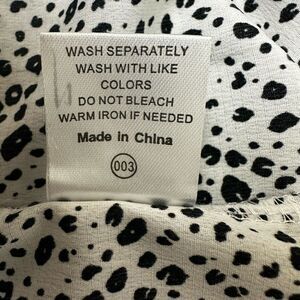 WASH SEPARATELY
WASH WITH LIKE
COLORS
DO NOT BLEACH
WARM IRON IF NEEDED
Made in China
003